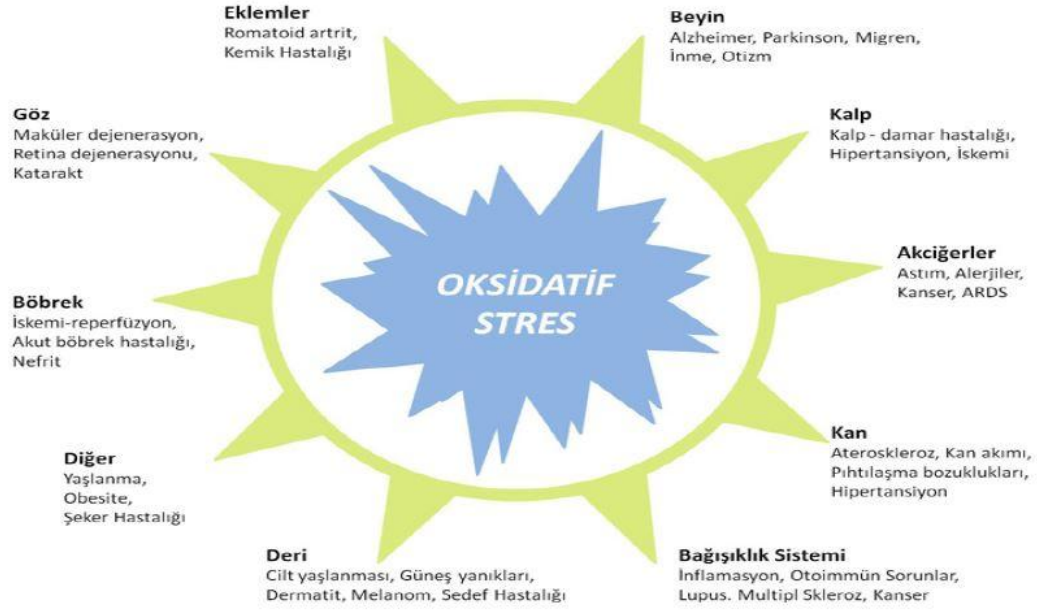 Eklemler
Romatoid artrit,
Kemik Hastalığı
Beyin
Alzheimer, Parkinson, Migren,
İnme, Otizm
Göz
Maküler dejenerasyon,
Retina dejenerasyonu,
Katarakt
Kalp
Kalp - damar hastalığı,
Hipertansiyon, İskemi
Akciğerler
Astım, Alerjiler,
Kanser, ARDS
OKSİDATİF
STRES
Böbrek
İskemi-reperfüzyon,
Akut böbrek hastalığı,
Nefrit
Kan
Ateroskleroz, Kan akımı,
Pıhtılaşma bozuklukları,
Hipertansiyon
Diğer
Yaşlanma,
Obesite,
Şeker Hastalığı
Deri
Cilt yaşlanması, Güneş yanıkları,
Dermatit, Melanom, Sedef Hastalığı
Bağışıklık Sistemi
İnflamasyon, Otoimmün Sorunlar,
Lupus. Multipl Skleroz, Kanser